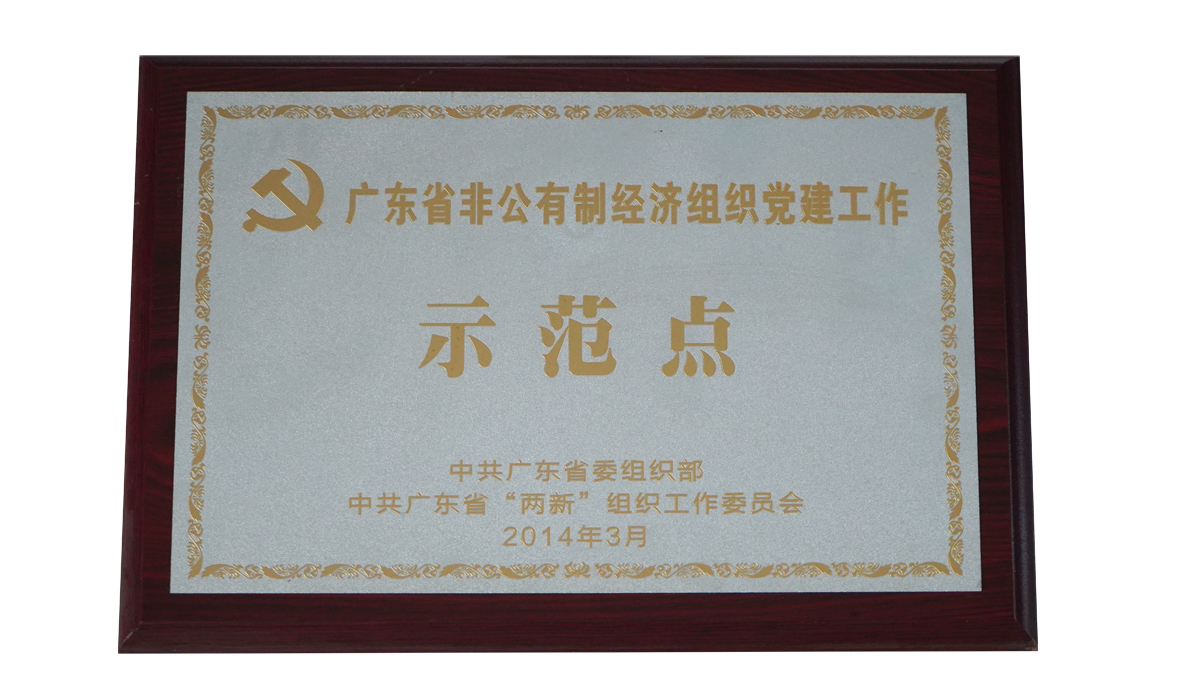 广东省非公有制经济组织党建工作
示范点
中共广东省委组织部
中共广东省“两新”组织工作委员会
2014年3月